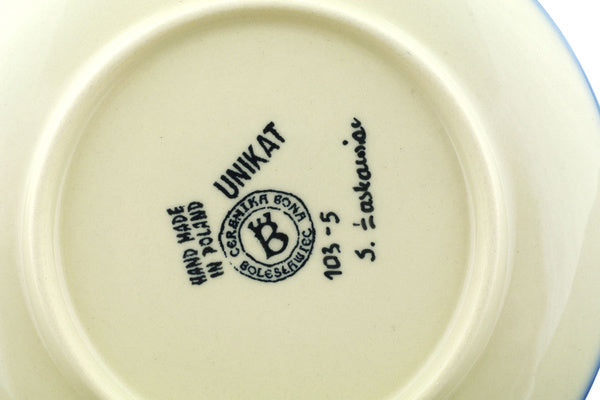 UNIKAT
HAND MADE
IN POLAND
CERAMIKA BONA
B
BOLESŁAWIEC
103-5
S.